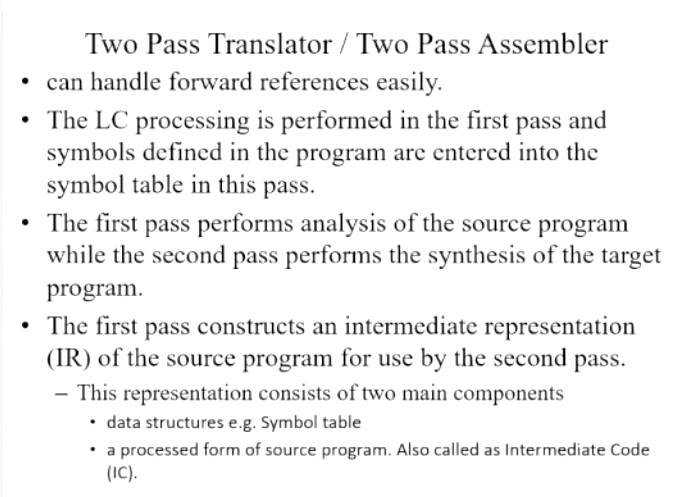 Two Pass Translator / Two Pass Assembler
• can handle forward references easily.
• The LC processing is performed in the first pass and
symbols defined in the program are entered into the
symbol table in this pass.
• The first pass performs analysis of the source program
while the second pass performs the synthesis of the target
program.
• The first pass constructs an intermediate representation
(IR) of the source program for use by the second pass.
– This representation consists of two main components
• data structures e.g. Symbol table
• a processed form of source program. Also called as Intermediate Code
(IC).